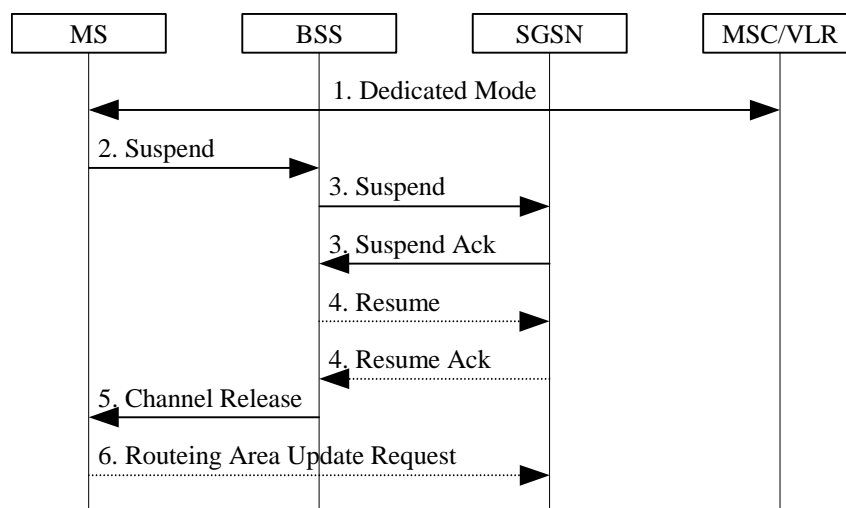 MS
BSS
SGSN
MSC/VLR
1. Dedicated Mode
2. Suspend
3. Suspend
3. Suspend Ack
4. Resume
4. Resume Ack
5. Channel Release
6. Routeing Area Update Request